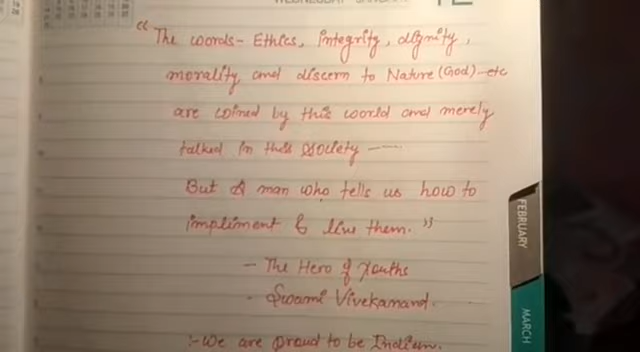 “The words- Ethics, integrity, dignity,
morality and discern to Nature (God)-etc
are coined by this world and merely
talked in this society —
But A man who tells us how to
impliment & live them.”
- The Hero of Youths
- Swami Vivekanand.
:- We are proud to be Indian.
FEBRUARY
MARCH